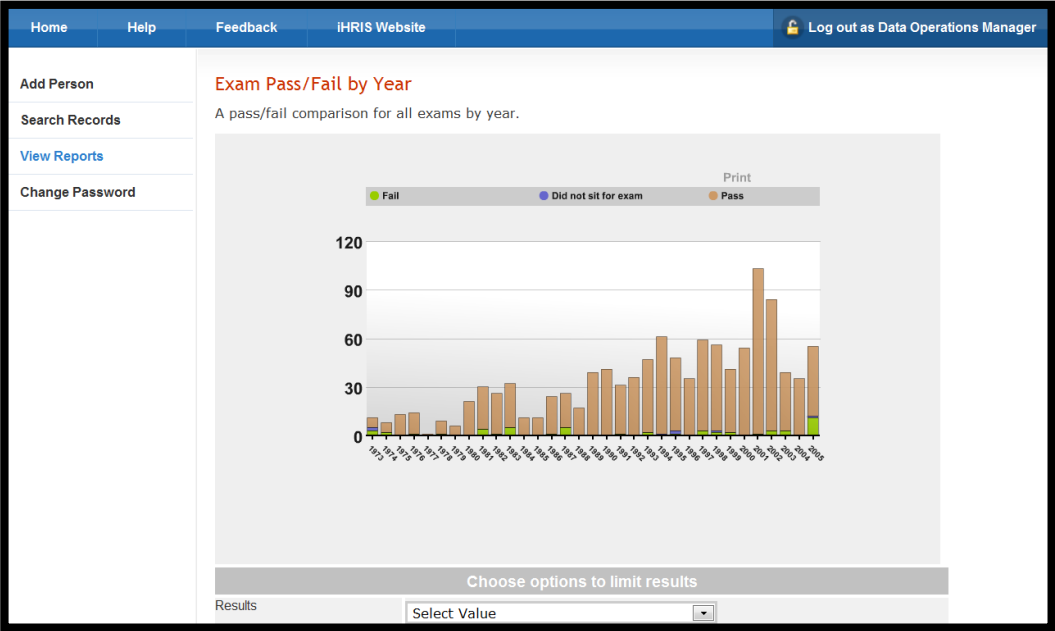 Home Help Feedback iHRIS Website Log out as Data Operations Manager
Add Person
Search Records
View Reports
Change Password
Exam Pass/Fail by Year
A pass/fail comparison for all exams by year.
Print
Fail Did not sit for exam Pass
120
90
60
30
0
1973 1974 1975 1976 1977 1978 1979 1980 1981 1982 1983 1984 1985 1986 1987 1988 1989 1990 1991 1992 1993 1994 1995 1996 1997 1998 1999 2000 2001 2002 2003 2004 2005
Choose options to limit results
Results Select Value